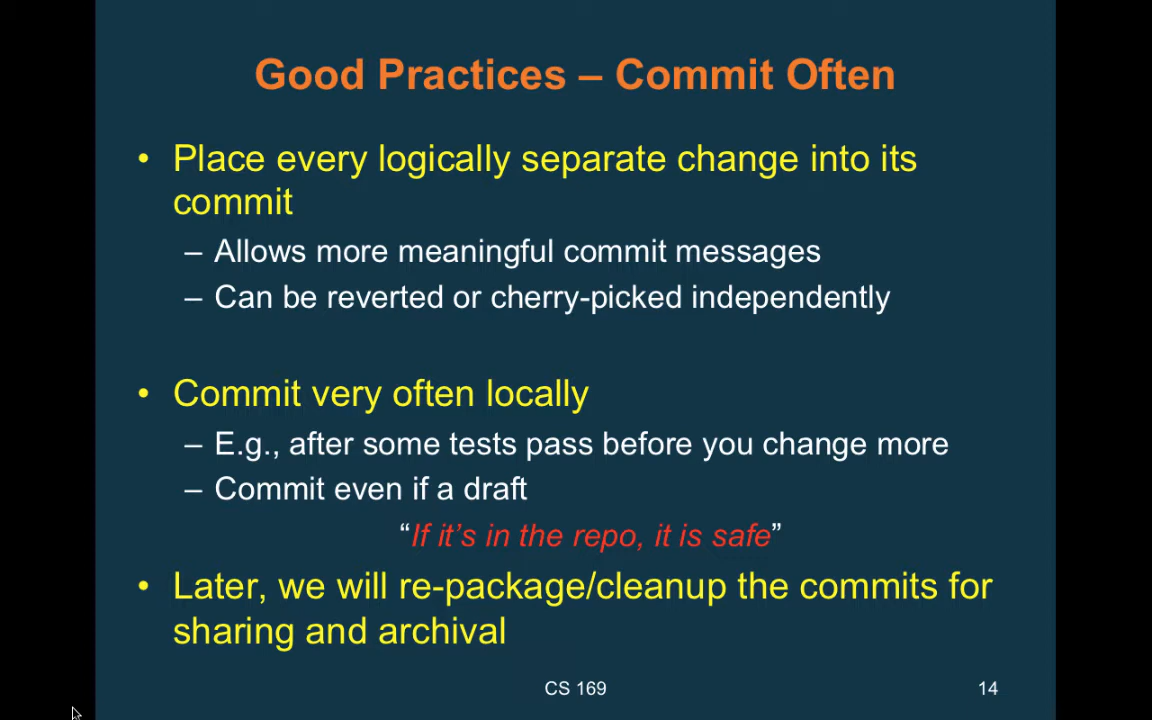 Good Practices – Commit Often
• Place every logically separate change into its
commit
– Allows more meaningful commit messages
– Can be reverted or cherry-picked independently
• Commit very often locally
– E.g., after some tests pass before you change more
– Commit even if a draft
“If it’s in the repo, it is safe”
• Later, we will re-package/cleanup the commits for
sharing and archival
CS 169
14